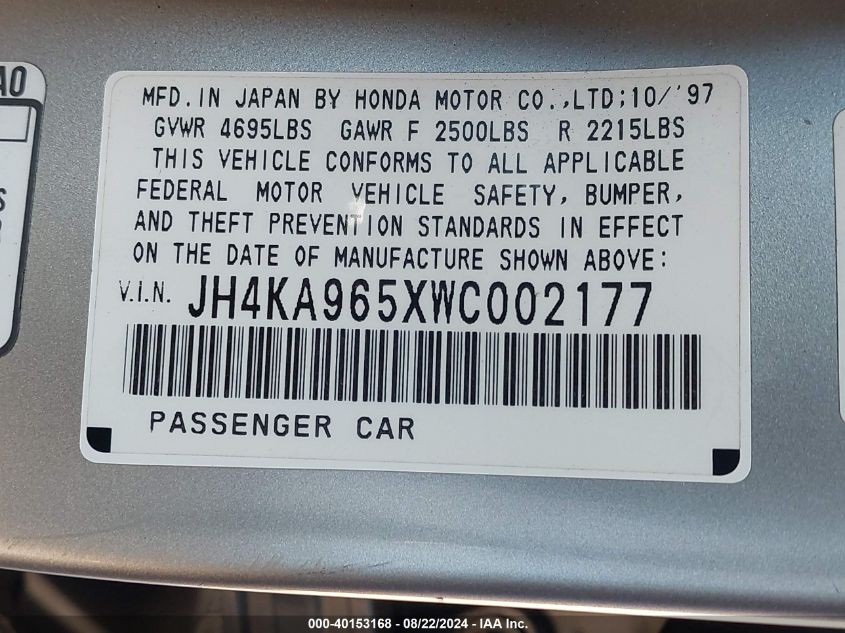 AO
MFD.IN JAPAN BY HONDA MOTOR CO.,LTD;10/'97
GVWR 4695LBS GAWR F 2500LBS R 2215LBS
THIS VEHICLE CONFORMS TO ALL APPLICABLE
FEDERAL MOTOR VEHICLE SAFETY, BUMPER,
AND THEFT PREVENTION STANDARDS IN EFFECT
ON THE DATE OF MANUFACTURE SHOWN ABOVE:
V.I.N. JH4KA965XWC002177
PASSENGER CAR
000-40153168 - 08/22/2024 - IAA Inc.